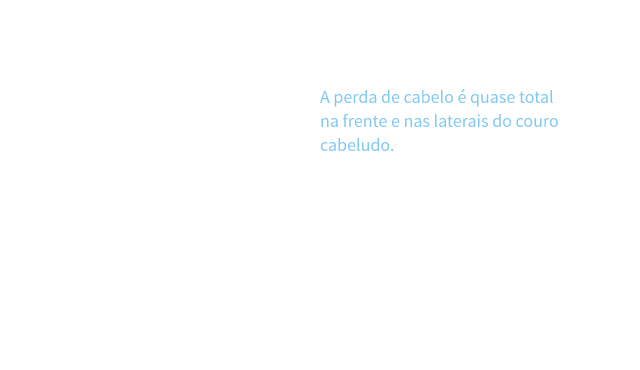 A perda de cabelo é quase total
na frente e nas laterais do couro
cabeludo.